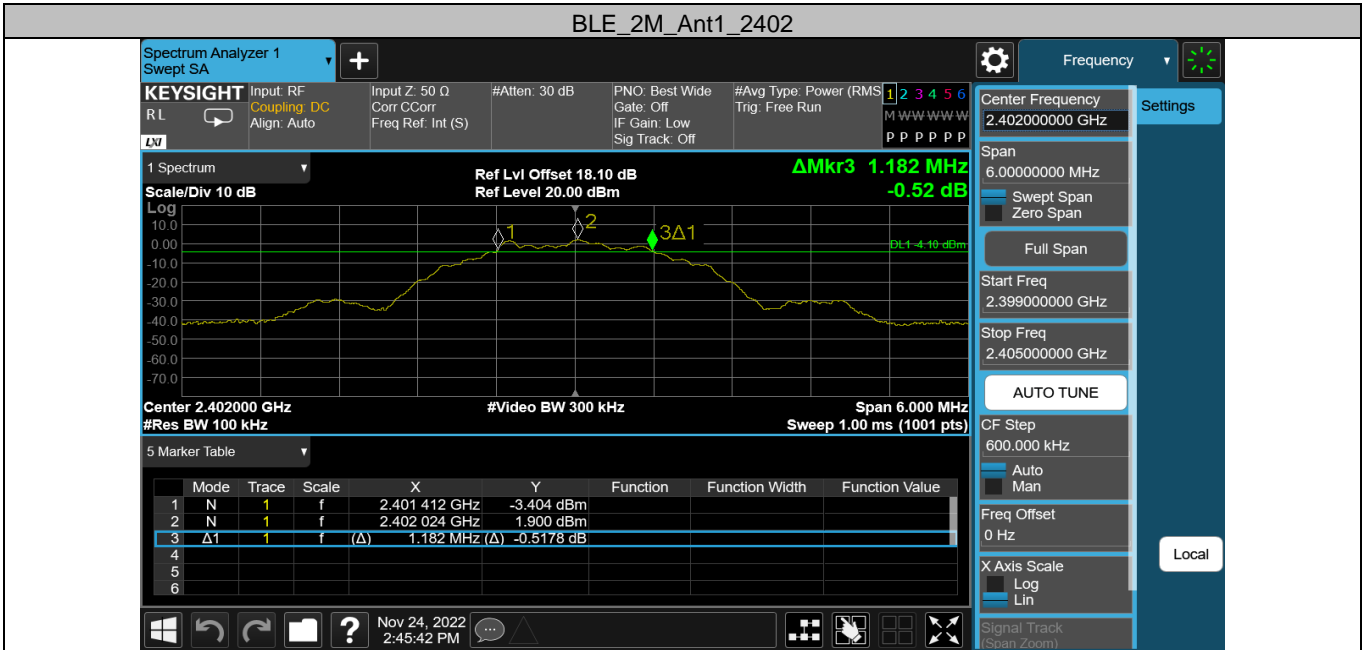 BLE_2M_Ant1_2402
Spectrum Analyzer 1
Swept SA
Frequency
KEYSIGHT
RL
LXI
Input: RF
Coupling: DC
Align: Auto
Input Z: 50 Ω
Corr CCorr
Freq Ref: Int (S)
#Atten: 30 dB
PNO: Best Wide
Gate: Off
IF Gain: Low
Sig Track: Off
#Avg Type: Power (RMS
Trig: Free Run
1 2 3 4 5 6
M W W W W W
P P P P P P
1 Spectrum
Scale/Div 10 dB
Ref Lvl Offset 18.10 dB
Ref Level 20.00 dBm
ΔMkr3 1.182 MHz
-0.52 dB
Log
10.0
0.00
-10.0
-20.0
-30.0
-40.0
-50.0
-60.0
-70.0
1
2
3Δ1
DL1 -4.10 dBm
Center 2.402000 GHz
#Video BW 300 kHz
Span 6.000 MHz
#Res BW 100 kHz
Sweep 1.00 ms (1001 pts)
5 Marker Table
Mode Trace Scale X Y Function Function Width Function Value
1 N 1 f 2.401 412 GHz -3.404 dBm
2 N 1 f 2.402 024 GHz 1.900 dBm
3 Δ1 1 f (Δ) 1.182 MHz (Δ) -0.5178 dB
4
5
6
Nov 24, 2022
2:45:42 PM
Center Frequency
2.402000000 GHz
Settings
Span
6.00000000 MHz
Swept Span
Zero Span
Full Span
Start Freq
2.399000000 GHz
Stop Freq
2.405000000 GHz
AUTO TUNE
CF Step
600.000 kHz
Auto
Man
Freq Offset
0 Hz
Local
X Axis Scale
Log
Lin
Signal Track
(Span Zoom)